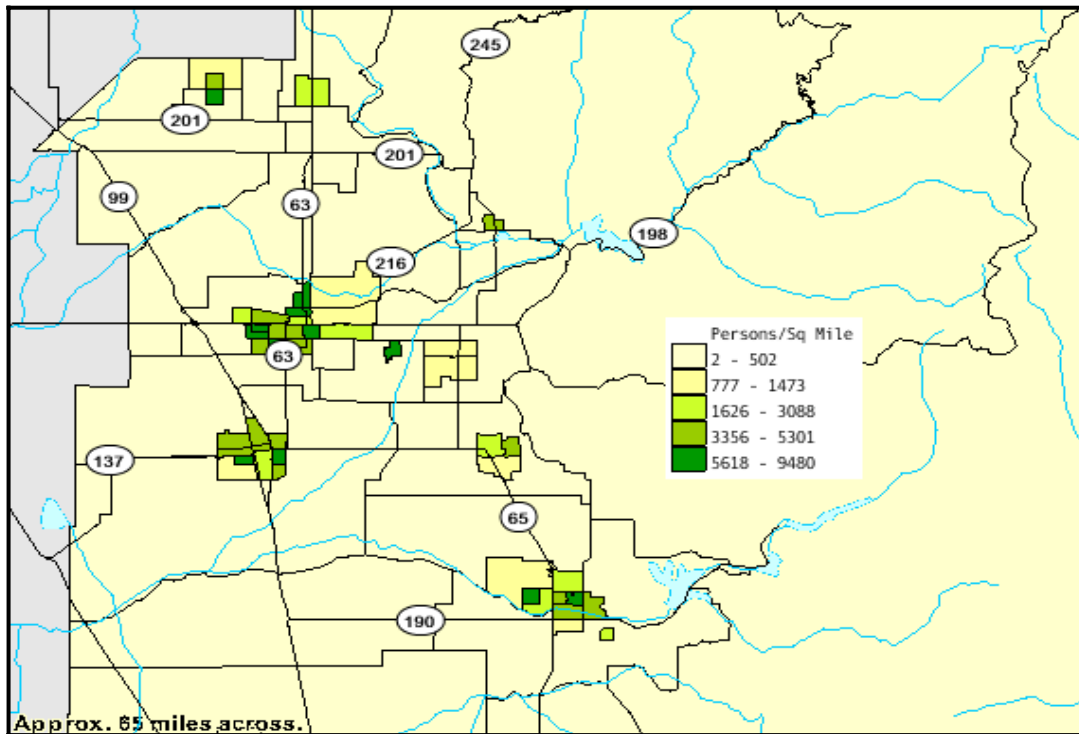 245
201
201
99
63
198
216
63
Persons/Sq Mile
2 - 502
777 - 1473
1626 - 3088
3356 - 5301
5618 - 9480
137
65
190
Approx. 65 miles across.